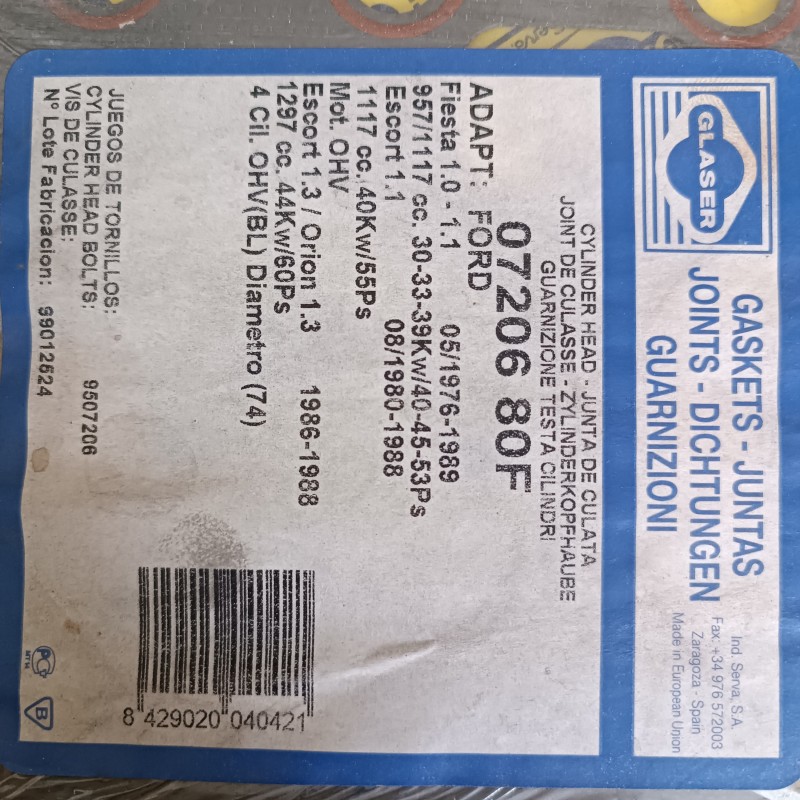 GLASER
GASKETS - JUNTAS
JOINTS - DICHTUNGEN
GUARNIZIONI
Ind. Serva, S.A.
Fax: +34 976 572003
Zaragoza - Spain
Made in European Union
CYLINDER HEAD - JUNTA DE CULATA
JOINT DE CULASSE - ZYLINDERKOPFHAUBE
GUARNIZIONE TESTA CILINDRI
07206 80F
ADAPT: FORD
Fiesta 1.0 - 1.1 05/1976-1989
957/1117 cc. 30-33-39Kw/40-45-53Ps
Escort 1.1 08/1980-1988
1117 cc. 40Kw/55Ps
Mot. OHV
Escort 1.3 / Orion 1.3 1986-1988
1297 cc. 44Kw/60Ps
4 Cil. OHV(BL) Diametro (74)
JUEGOS DE TORNILLOS:
CYLINDER HEAD BOLTS: 9507206
VIS DE CULASSE:
Nº Lote Fabricacion: 99012624
8 429020 040421
B